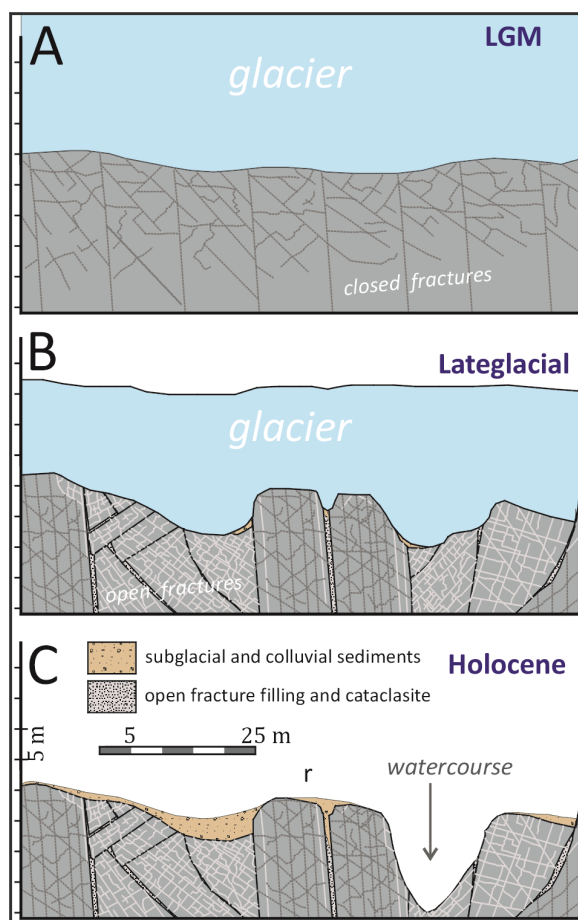 A
LGM
glacier
closed fractures
B
Lateglacial
glacier
open fractures
C
Holocene
subglacial and colluvial sediments
open fracture filling and cataclasite
5 25 m
5 m
r
watercourse